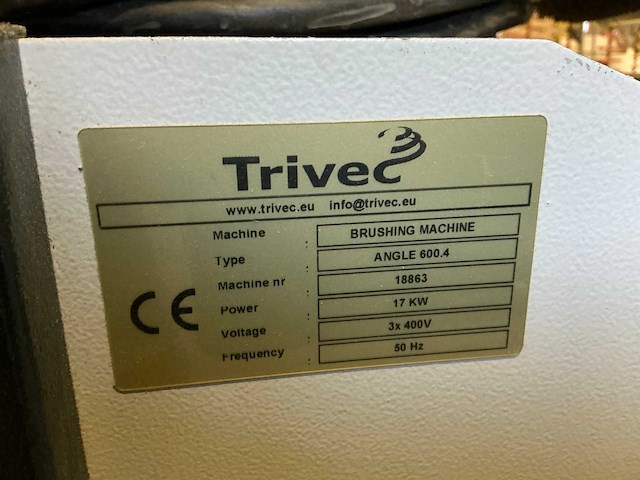 Trivec
www.trivec.eu info@trivec.eu
Machine : BRUSHING MACHINE
Type : ANGLE 600.4
Machine nr : 18863
Power : 17 KW
Voltage : 3x 400V
Frequency : 50 Hz
CE